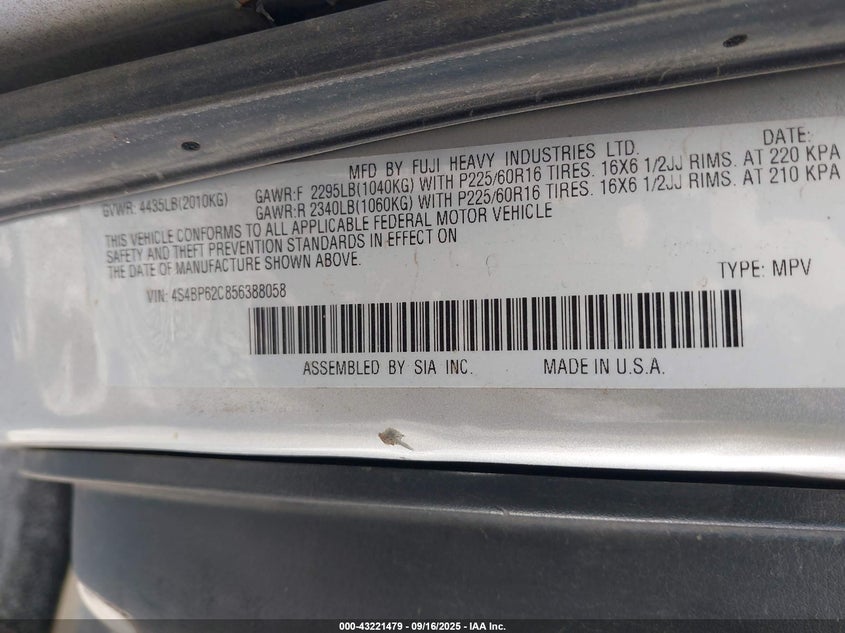 MFD BY FUJI HEAVY INDUSTRIES LTD. DATE:
GVWR: 4435LB(2010KG) GAWR:F 2295LB(1040KG) WITH P225/60R16 TIRES. 16X6 1/2JJ RIMS. AT 220 KPA
GAWR:R 2340LB(1060KG) WITH P225/60R16 TIRES. 16X6 1/2JJ RIMS. AT 210 KPA
THIS VEHICLE CONFORMS TO ALL APPLICABLE FEDERAL MOTOR VEHICLE
SAFETY AND THEFT PREVENTION STANDARDS IN EFFECT ON
THE DATE OF MANUFACTURE SHOWN ABOVE.
VIN: 4S4BP62C856388058 TYPE: MPV
ASSEMBLED BY SIA INC. MADE IN U.S.A.
000-43221479 - 09/16/2025 - IAA Inc.